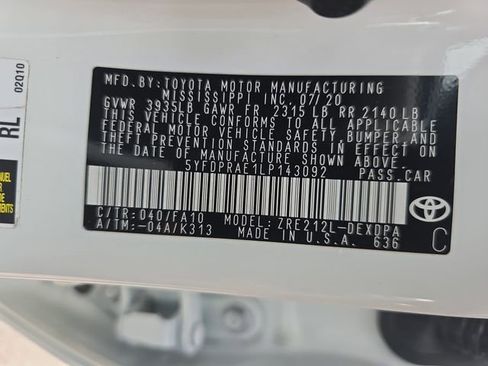 MFD. BY: TOYOTA MOTOR MANUFACTURING
MISSISSIPPI INC. 07/20
GVWR 3935LB GAWR FR 2315 LB RR 2140 LB
THIS VEHICLE CONFORMS TO ALL APPLICABLE
FEDERAL MOTOR VEHICLE SAFETY, BUMPER, AND
THEFT PREVENTION STANDARDS IN EFFECT ON
THE DATE OF MANUFACTURE SHOWN ABOVE.
5YFDPRAE1LP143092 PASS.CAR
C/TR: 040/FA10 MODEL: ZRE212L-DEXDPA
A/TM: -04A/K313 MADE IN U.S.A. 636
TOYOTA
C
RL
02Q10